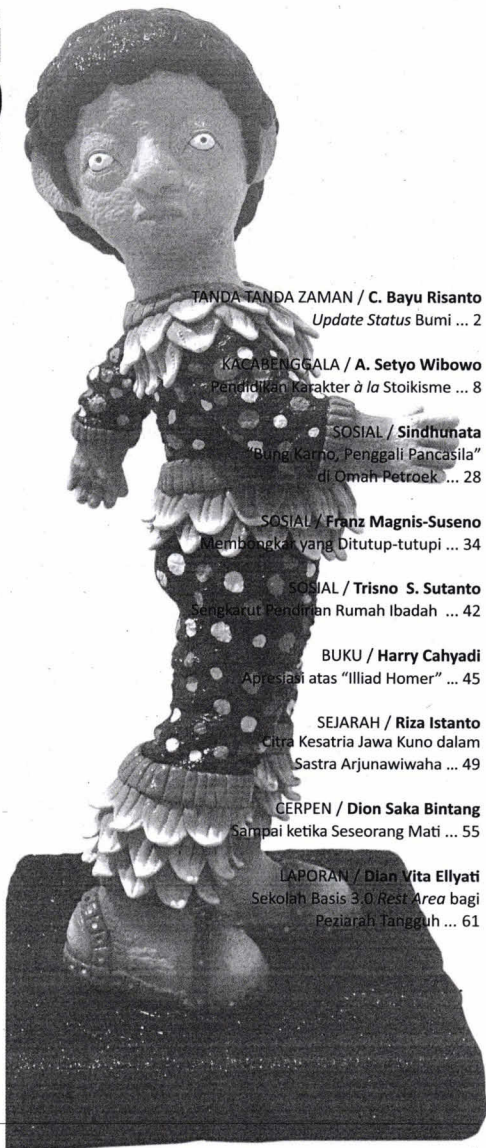 TANDA-TANDA ZAMAN / C. Bayu Risanto
Update Status Bumi ... 2
KACABENGGALA / A. Setyo Wibowo
Pendidikan Karakter à la Stoikisme ... 8
SOSIAL / Sindhunata
"Bung Karno, Penggali Pancasila"
di Omah Petroek ... 28
SOSIAL / Franz Magnis-Suseno
Membongkar yang Ditutup-tutupi ... 34
SOSIAL / Trisno S. Sutanto
Sengkarut Pendirian Rumah Ibadah ... 42
BUKU / Harry Cahyadi
Apresiasi atas "Illiad Homer" ... 45
SEJARAH / Riza Istanto
Citra Kesatria Jawa Kuno dalam
Sastra Arjunawiwaha ... 49
CERPEN / Dion Saka Bintang
Sampai ketika Seseorang Mati ... 55
LAPORAN / Dian Vita Ellyati
Sekolah Basis 3.0 Rest Area bagi
Peziarah Tangguh ... 61